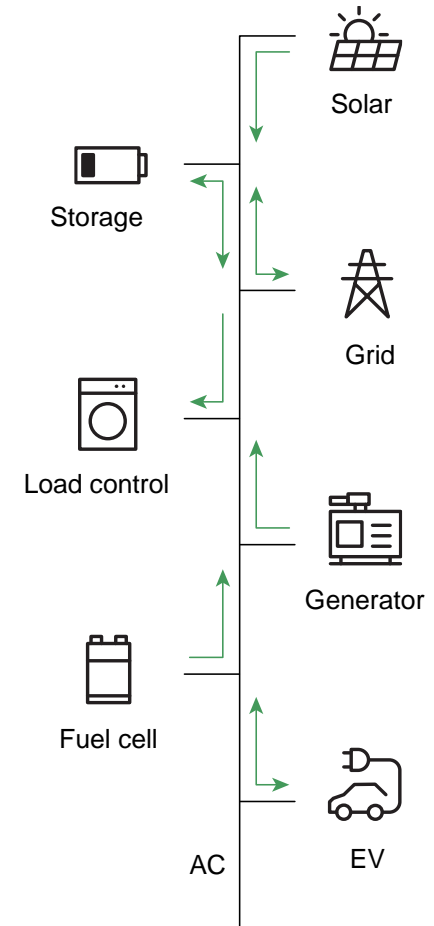 Solar
Storage
Grid
Load control
Generator
Fuel cell
AC
EV